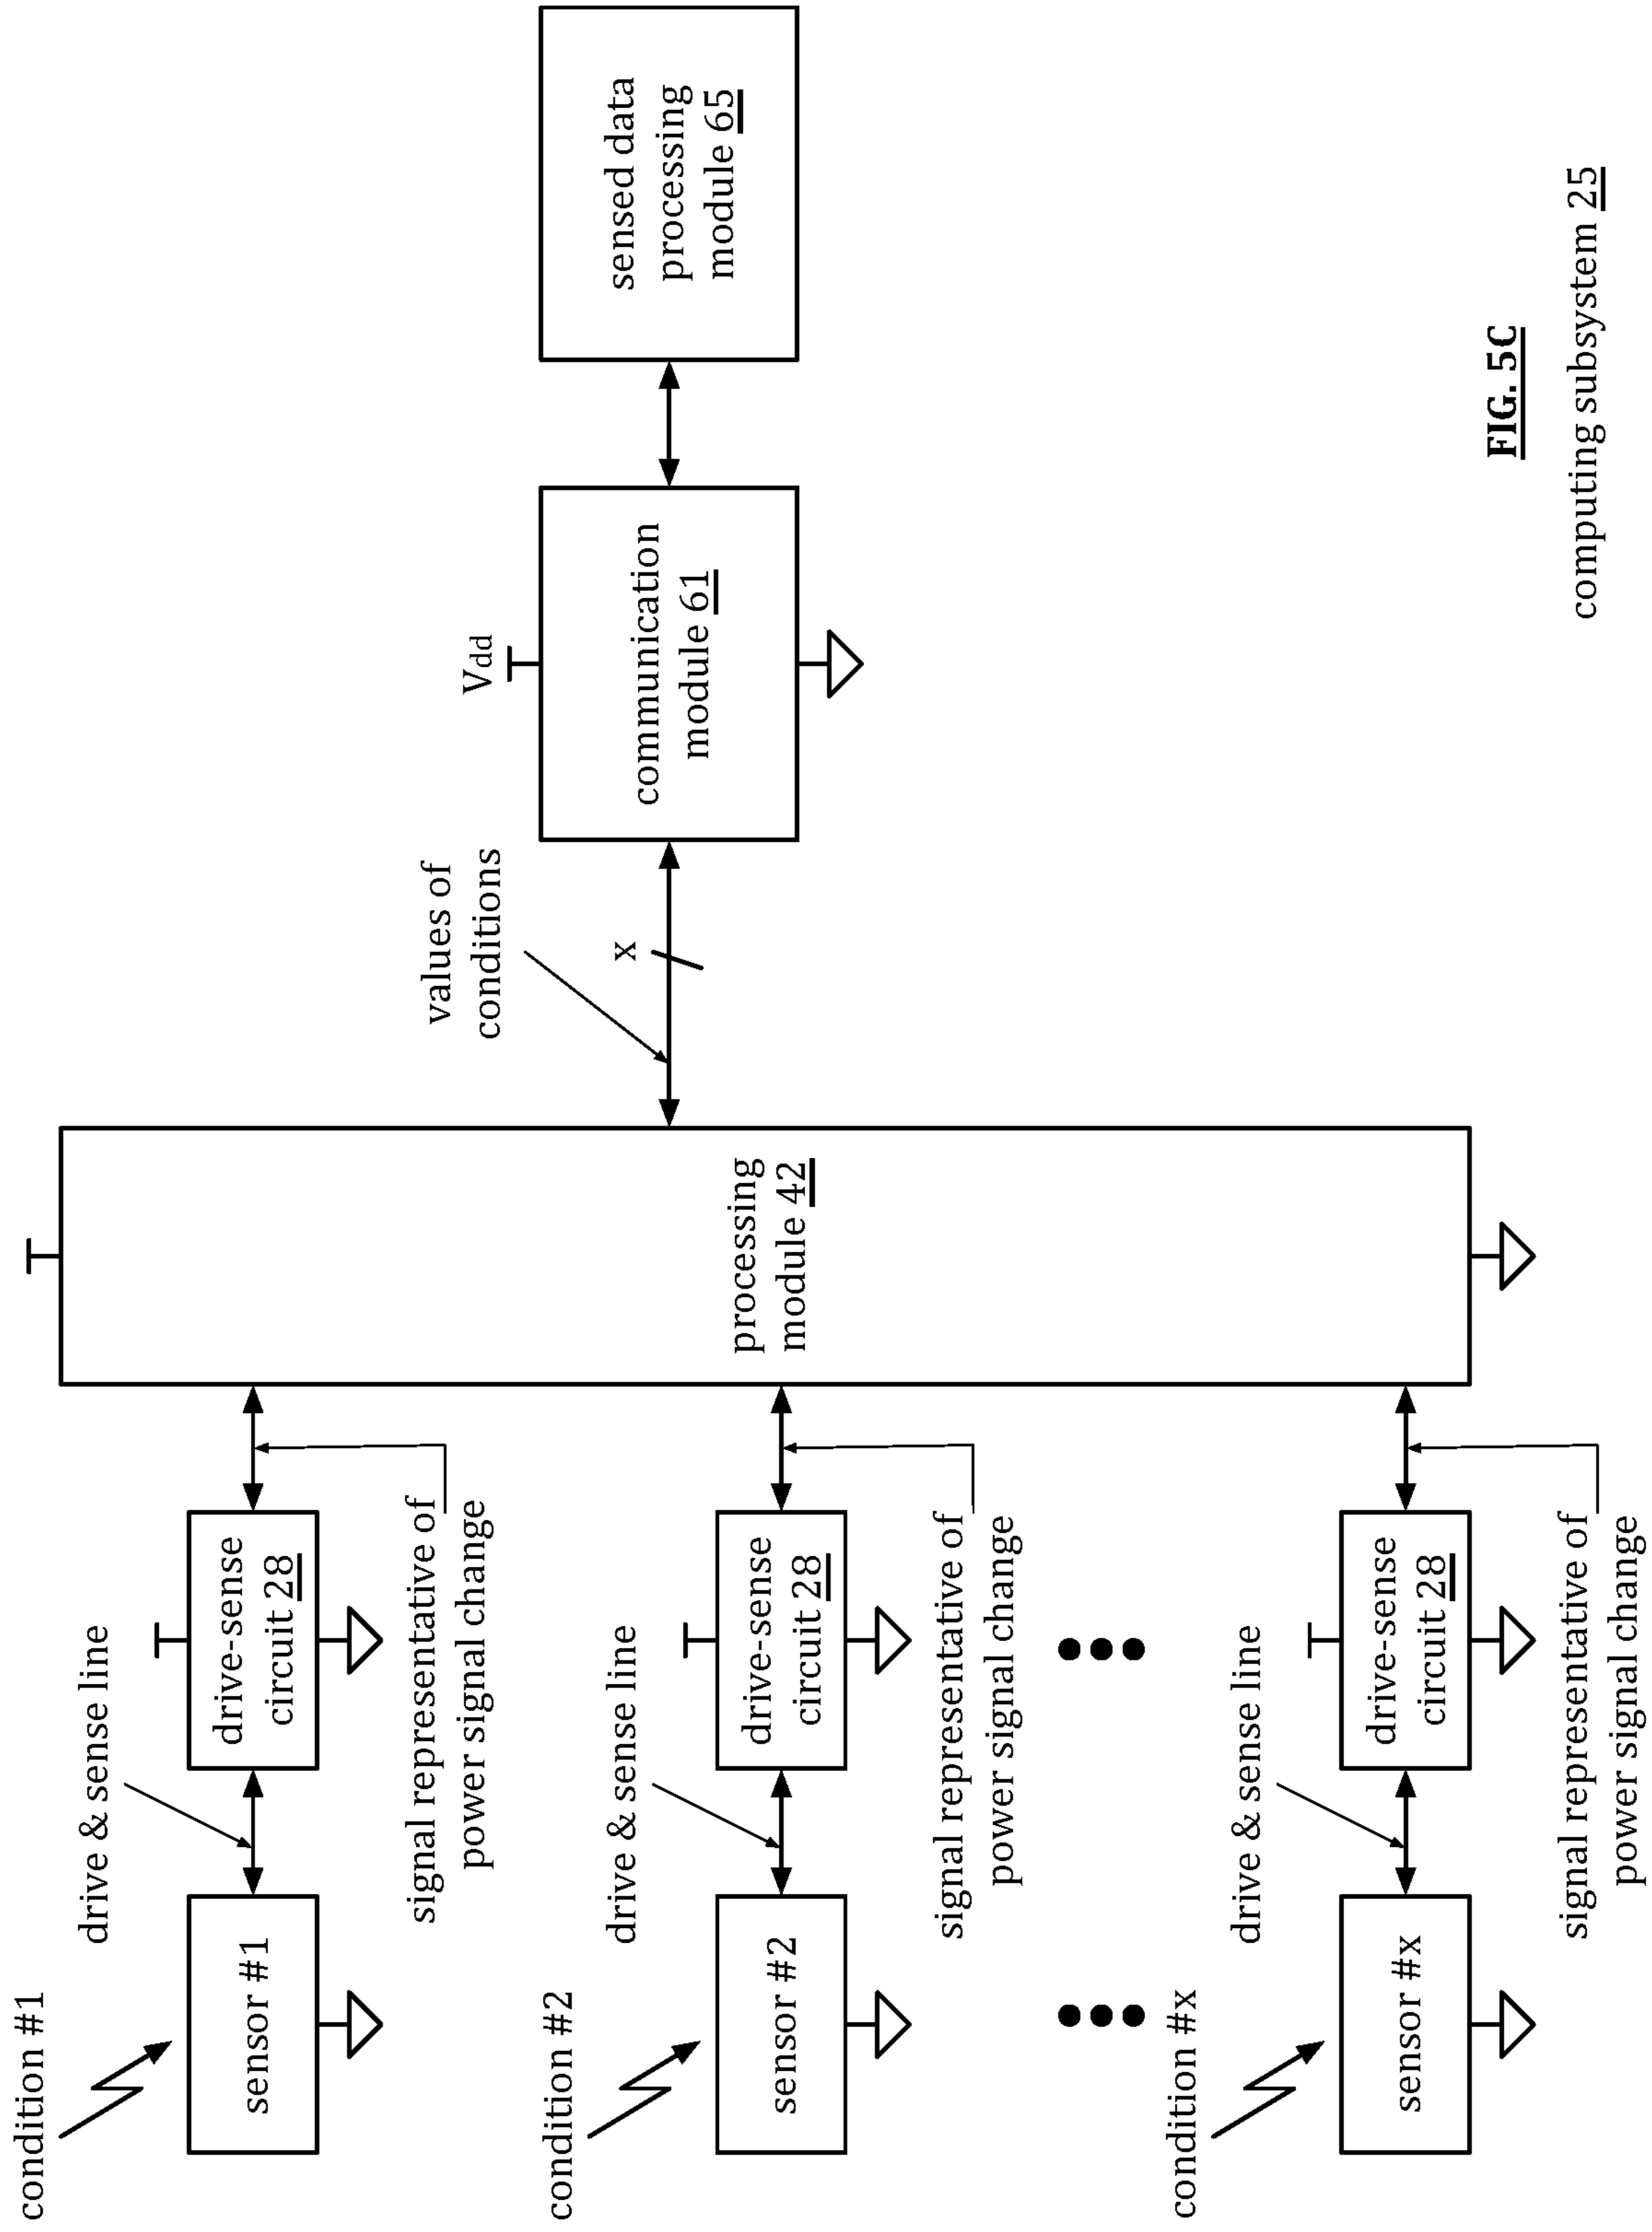 condition #1
drive & sense line
sensor #1
drive-sense
circuit 28
signal representative of
power signal change
condition #2
drive & sense line
sensor #2
drive-sense
circuit 28
signal representative of
power signal change
condition #x
drive & sense line
sensor #x
drive-sense
circuit 28
signal representative of
power signal change
processing
module 42
values of
conditions
x
Vdd
communication
module 61
sensed data
processing
module 65
FIG. 5C
computing subsystem 25